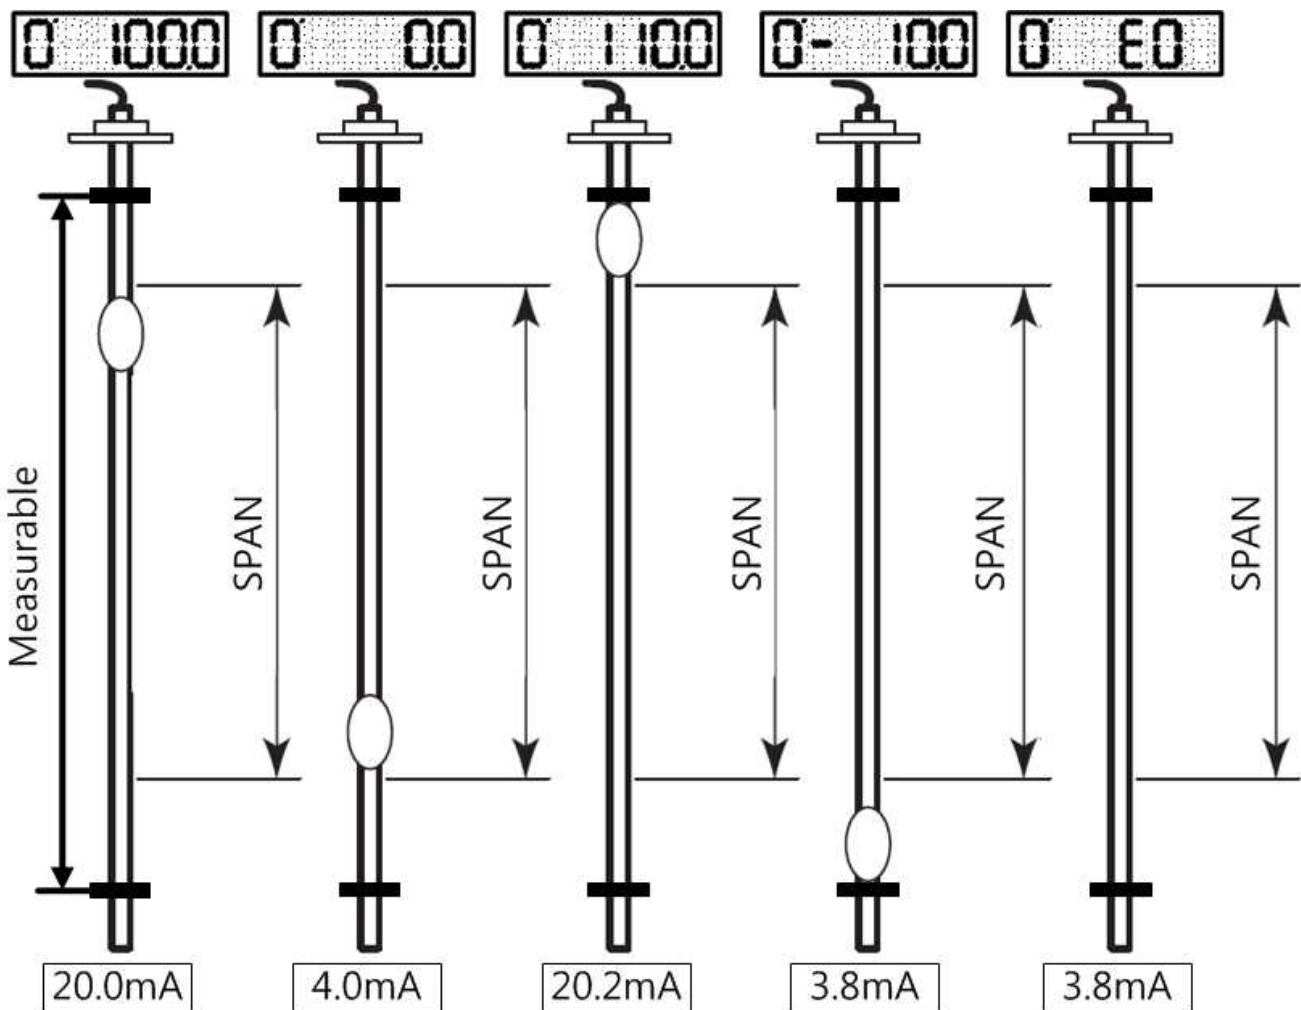 0 100.0
0 0.0
0 110.0
0 - 10.0
0 E0
Measurable
SPAN
SPAN
SPAN
SPAN
SPAN
20.0mA
4.0mA
20.2mA
3.8mA
3.8mA